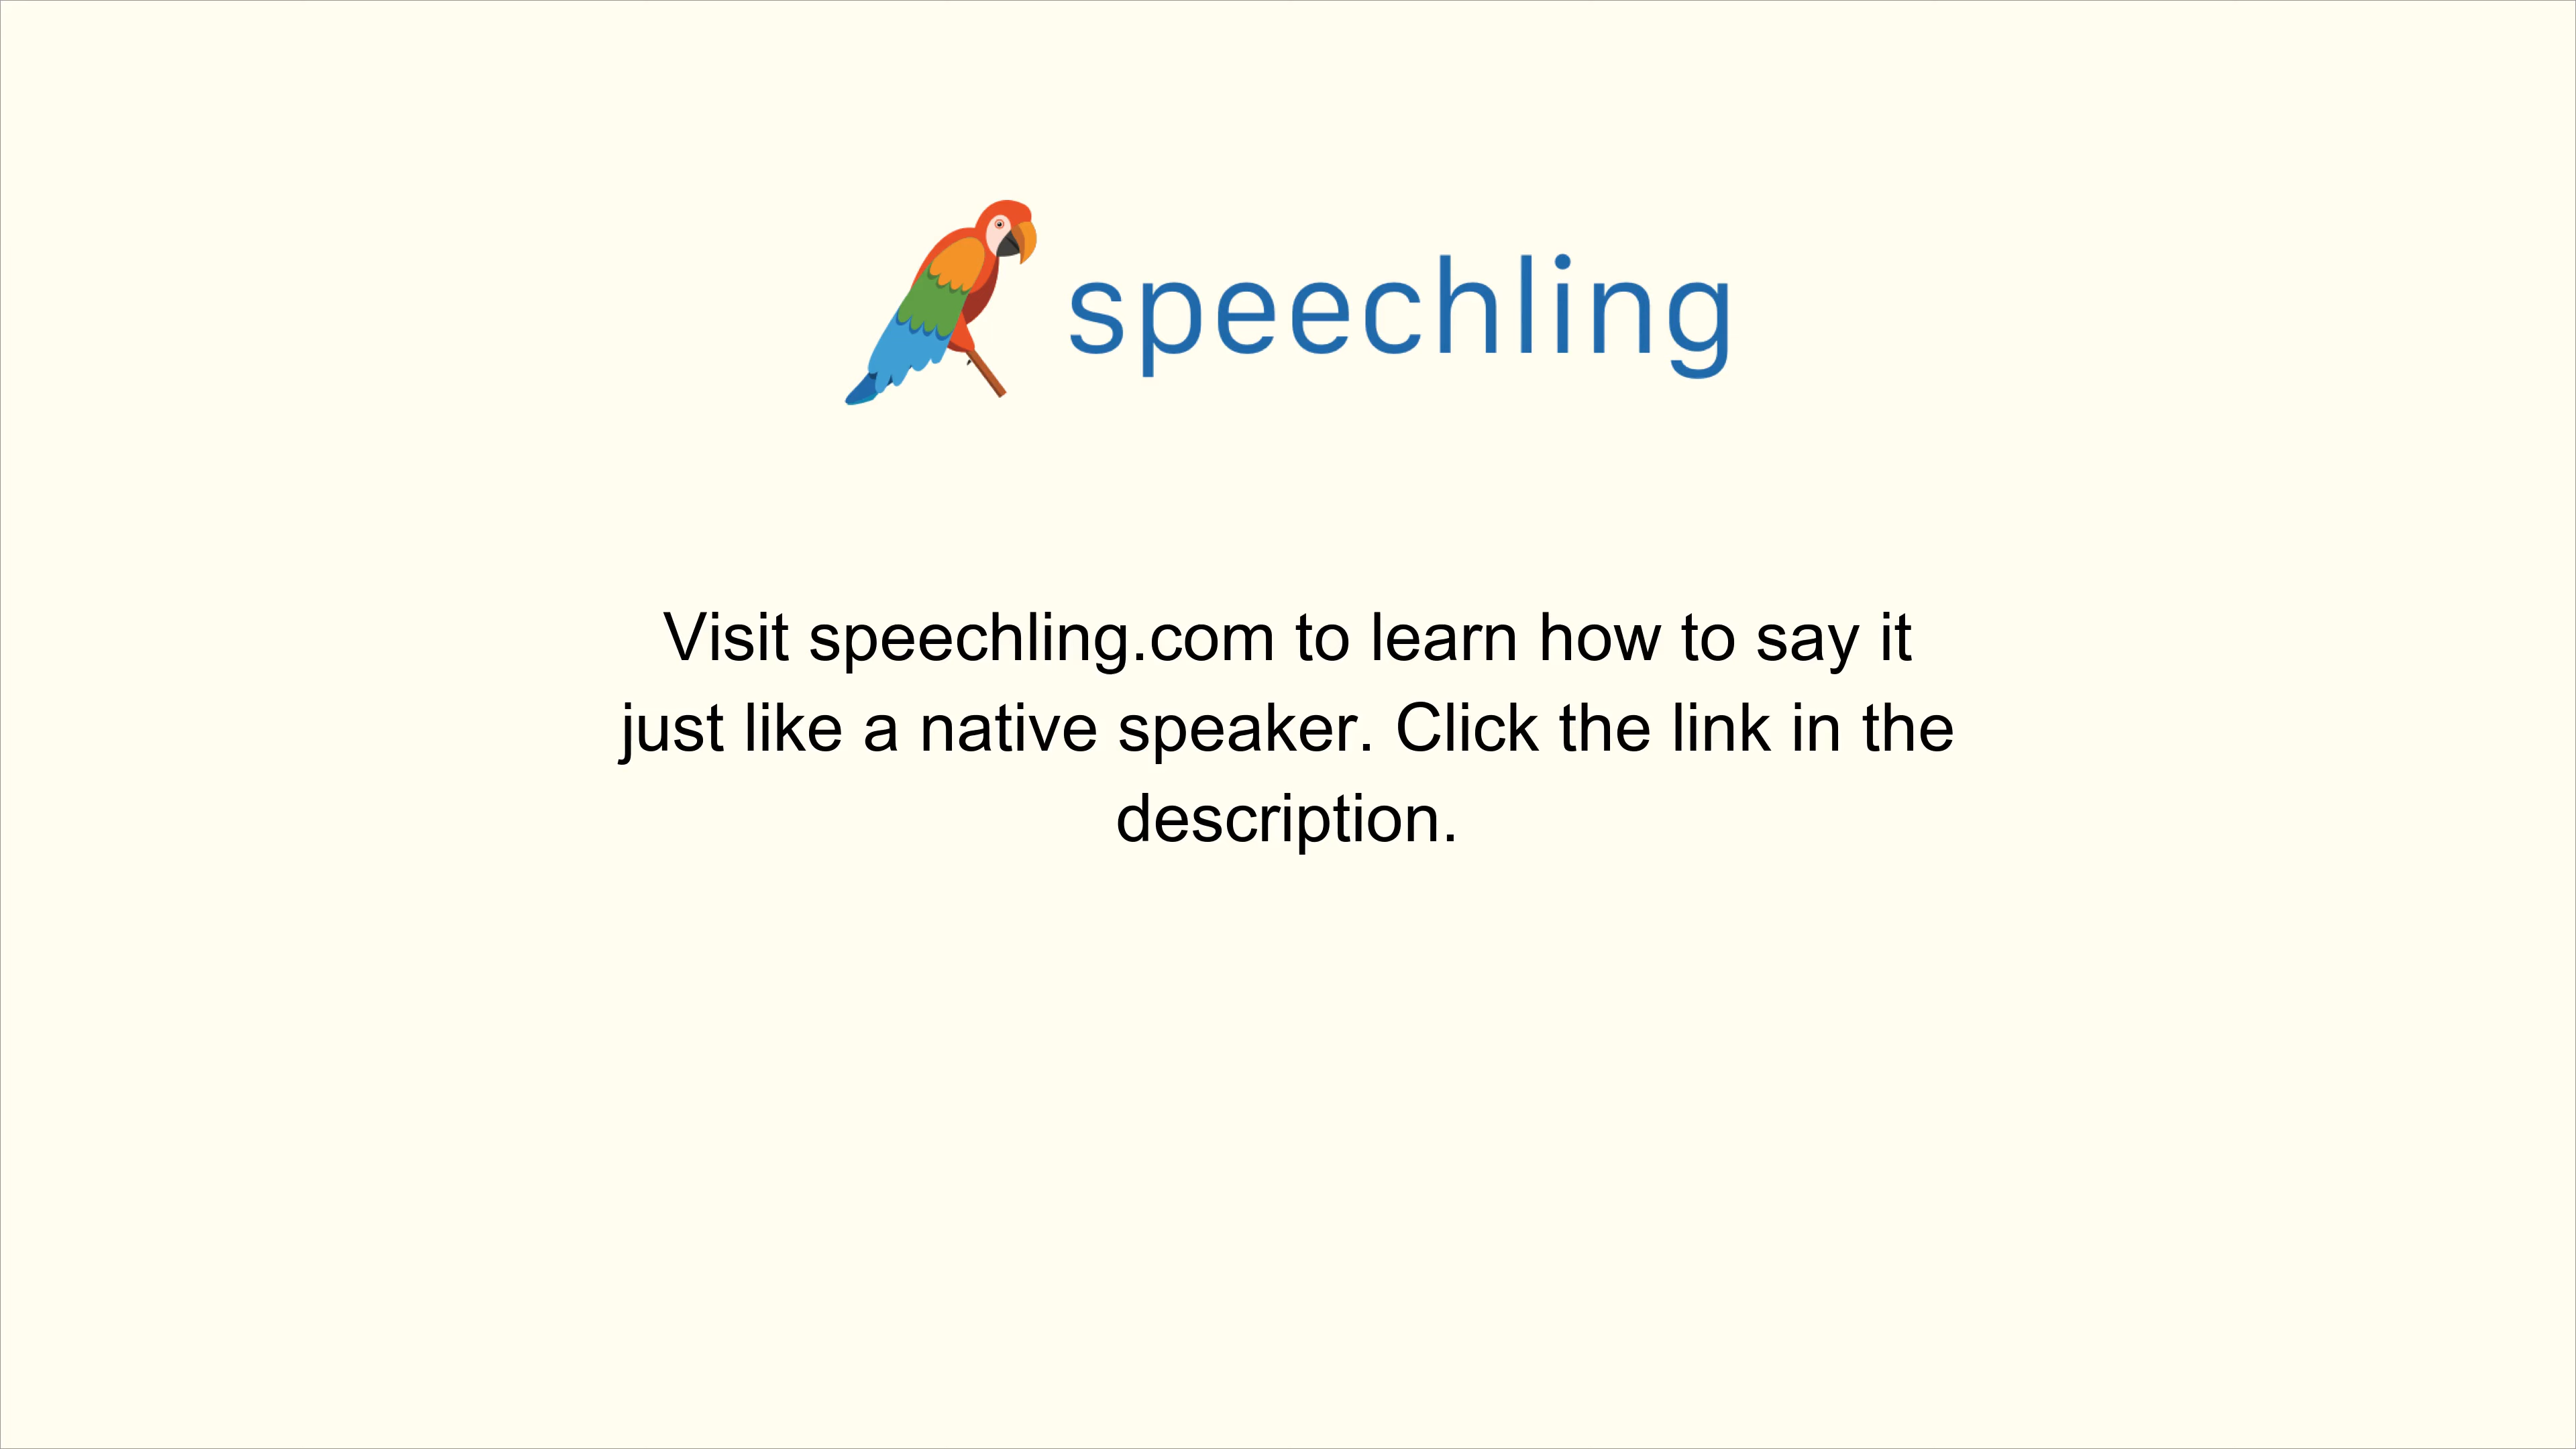 speechling
Visit speechling.com to learn how to say it
just like a native speaker. Click the link in the
description.